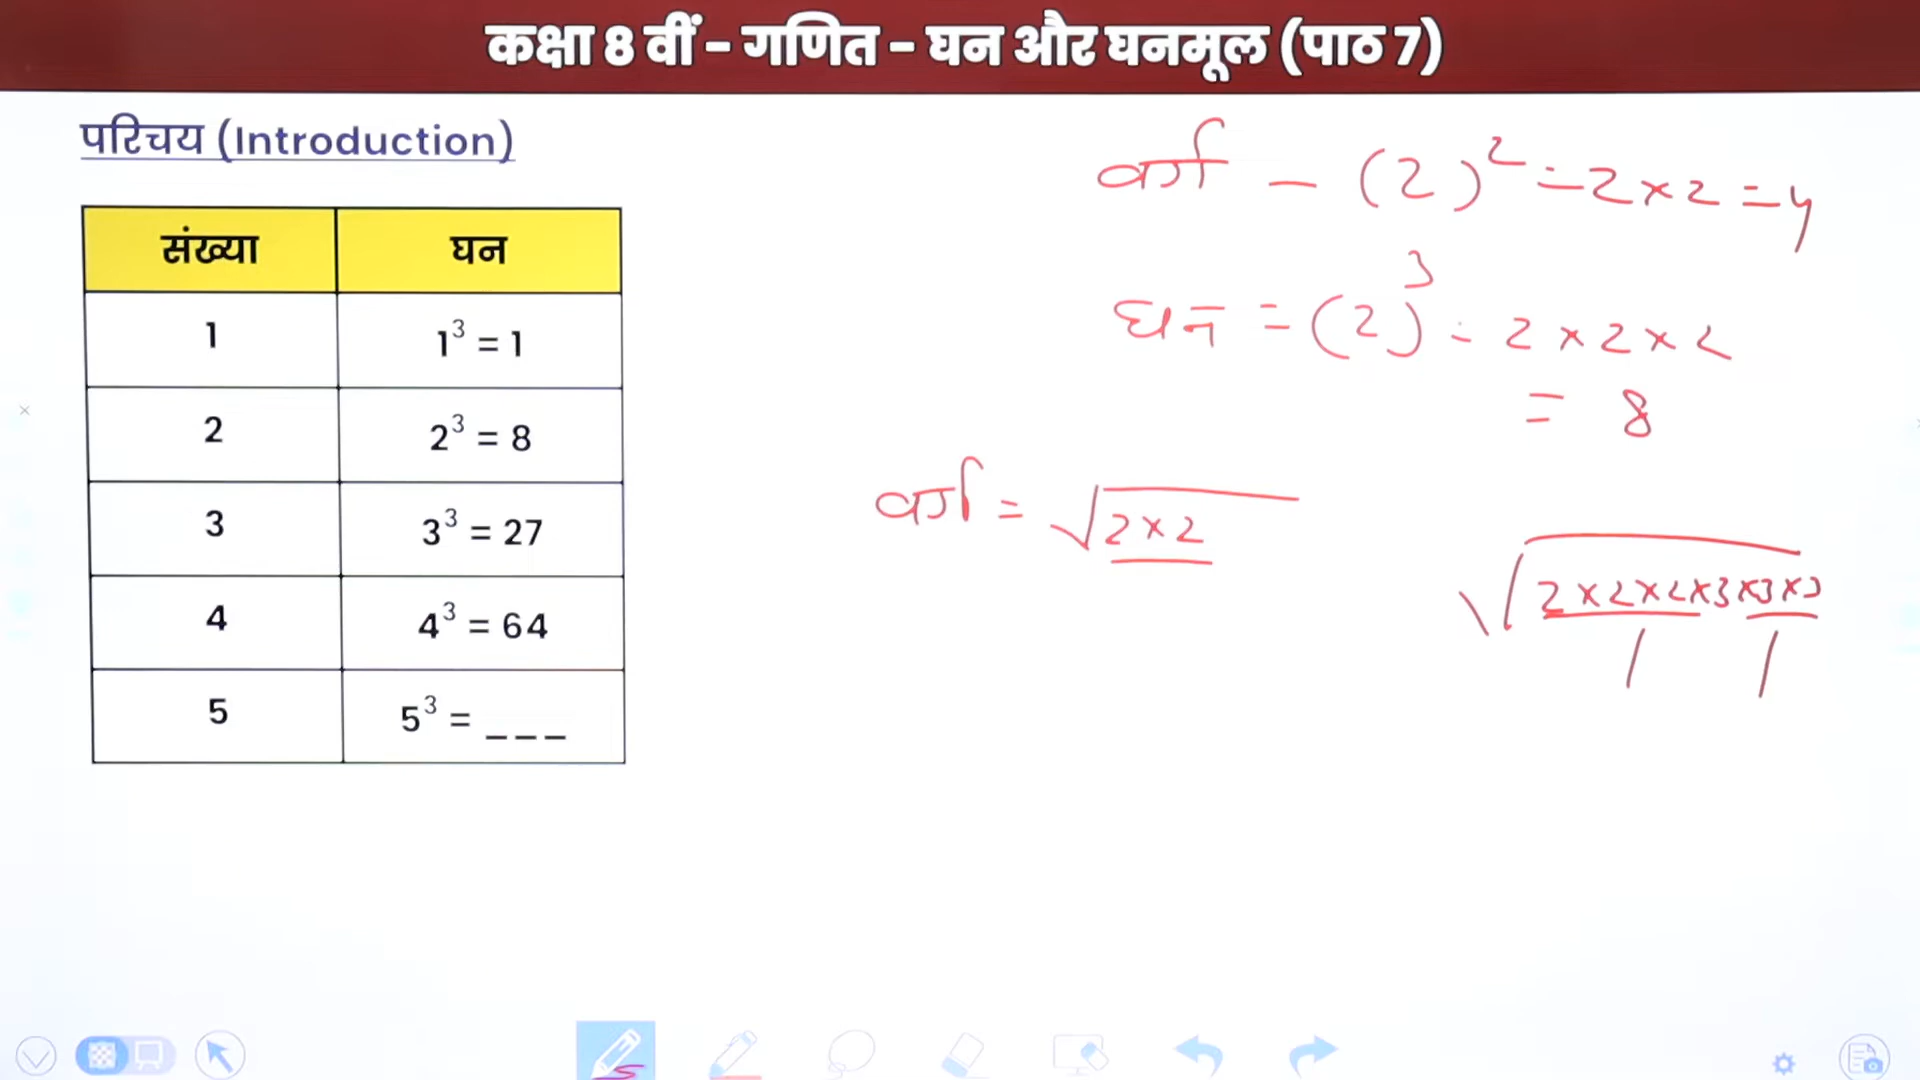 कक्षा 8 वीं – गणित – घन और घनमूल (पाठ 7)
परिचय (Introduction)
संख्या घन
1 1³ = 1
2 2³ = 8
3 3³ = 27
4 4³ = 64
5 5³ = _ _ _
वर्ग – (2)² = 2 × 2 = 4
घन = (2)³ = 2 × 2 × 2
= 8
वर्ग = √2 × 2
√2 × 2 × 2 × 3 × 3 × 3